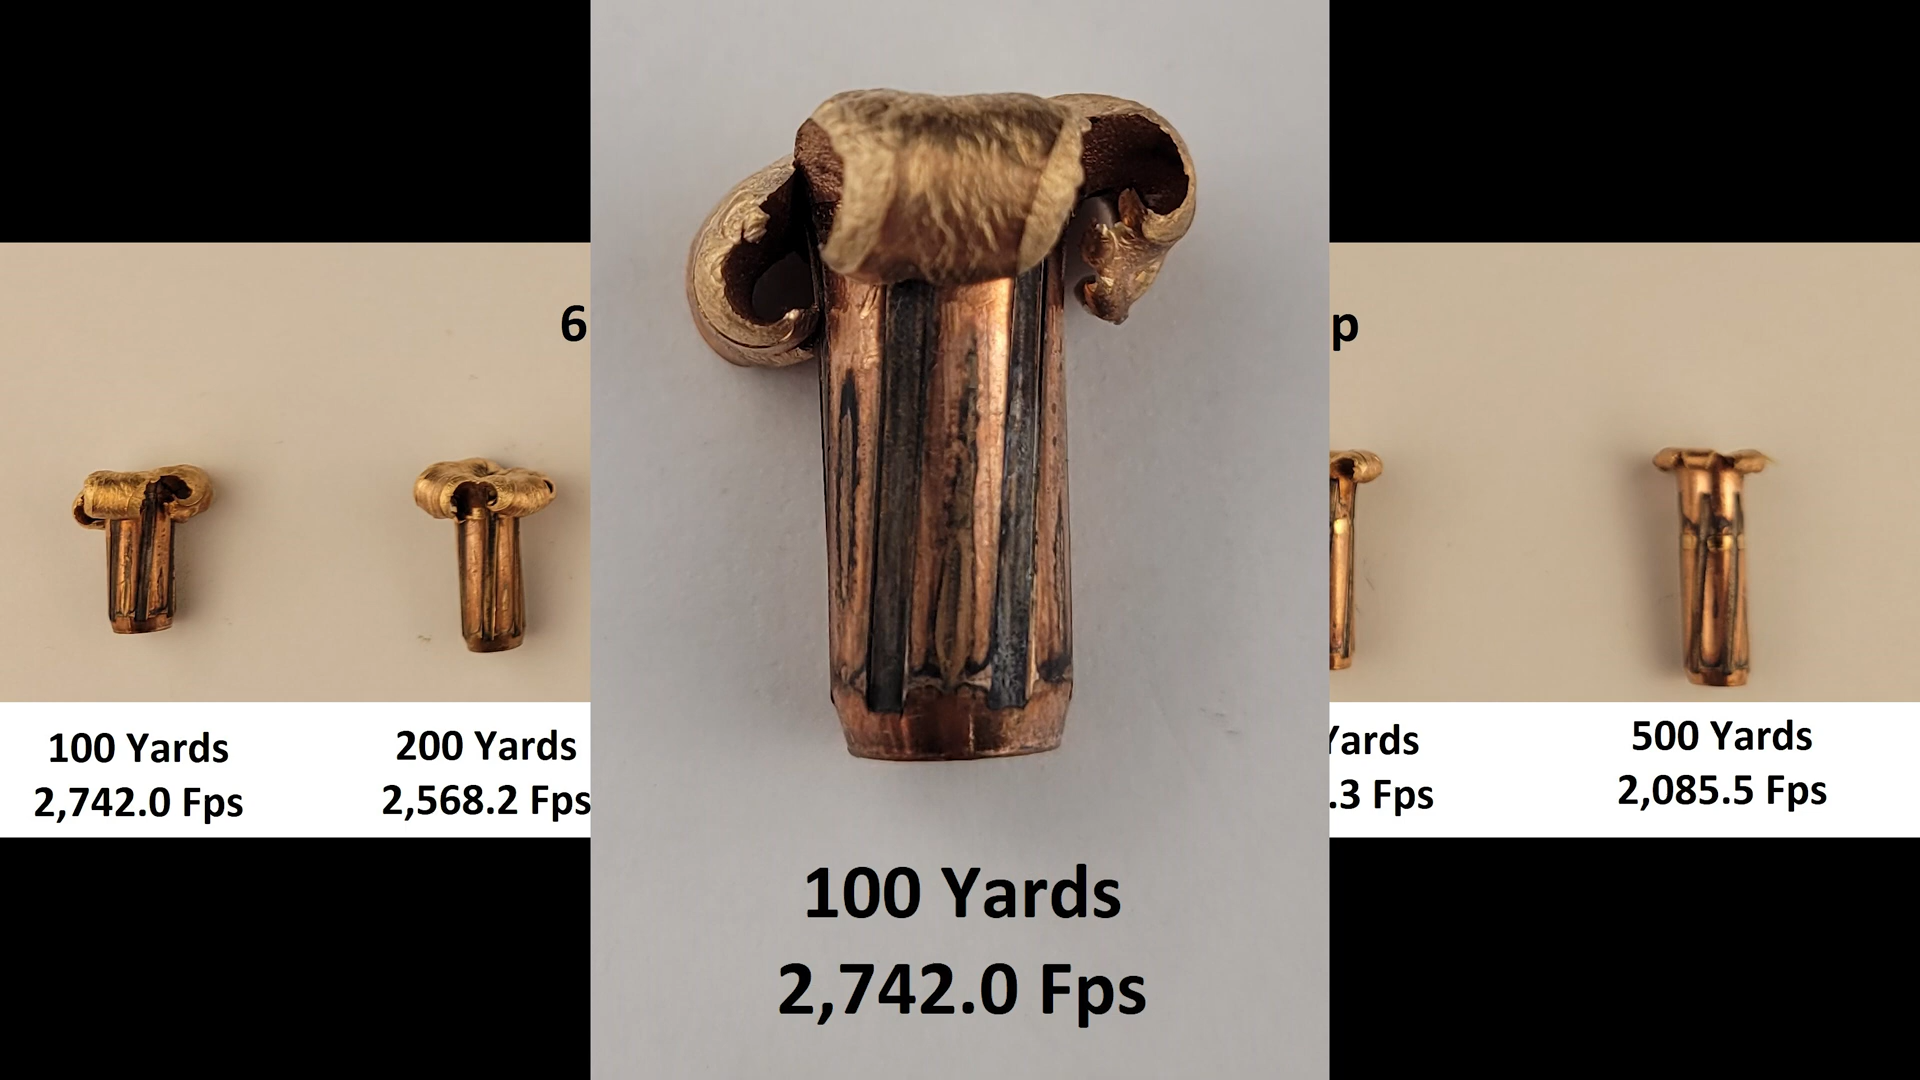 6
p
100 Yards
2,742.0 Fps
200 Yards
2,568.2 Fps
100 Yards
2,742.0 Fps
Yards
.3 Fps
500 Yards
2,085.5 Fps